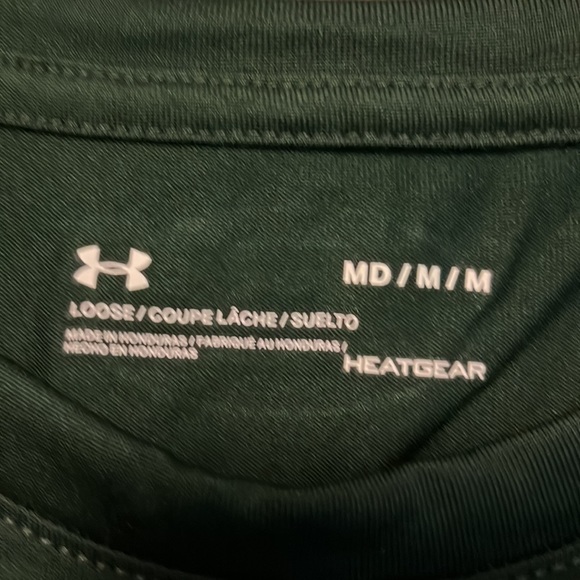 MD / M / M
LOOSE / COUPE LÂCHE / SUELTO
MADE IN HONDURAS / FABRIQUÉ AU HONDURAS /
HECHO EN HONDURAS
HEATGEAR